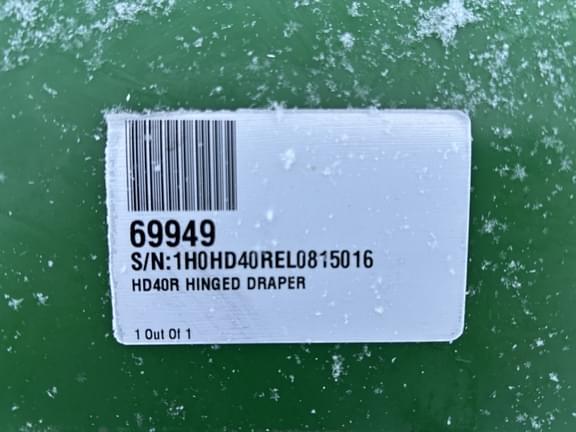 69949
S/N:1H0HD40REL0815016
HD40R HINGED DRAPER
1 Out Of 1